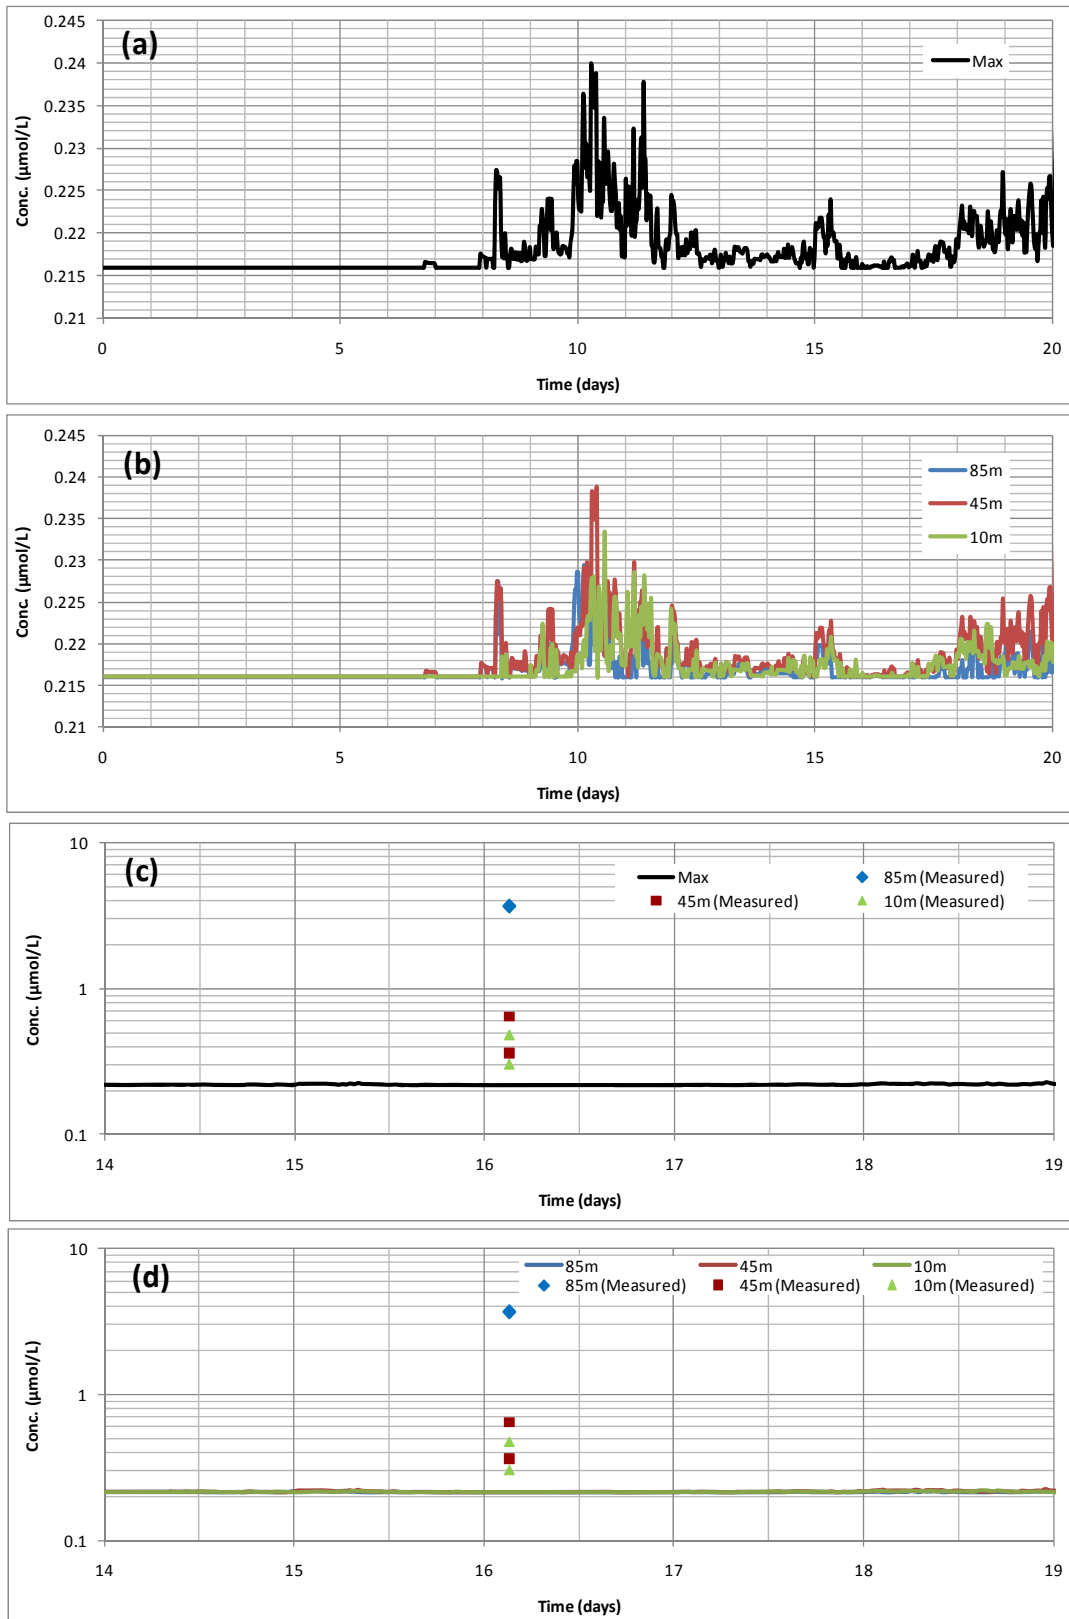 (a)
Max
Conc. (µmol/L)
0.245
0.24
0.235
0.23
0.225
0.22
0.215
0.21
0 5 10 15 20
Time (days)
(b)
85m
45m
10m
Conc. (µmol/L)
0.245
0.24
0.235
0.23
0.225
0.22
0.215
0.21
0 5 10 15 20
Time (days)
(c)
Max 85m (Measured)
45m (Measured) 10m (Measured)
Conc. (µmol/L)
10
1
0.1
14 15 16 17 18 19
Time (days)
(d)
85m 45m 10m
85m (Measured) 45m (Measured) 10m (Measured)
Conc. (µmol/L)
10
1
0.1
14 15 16 17 18 19
Time (days)